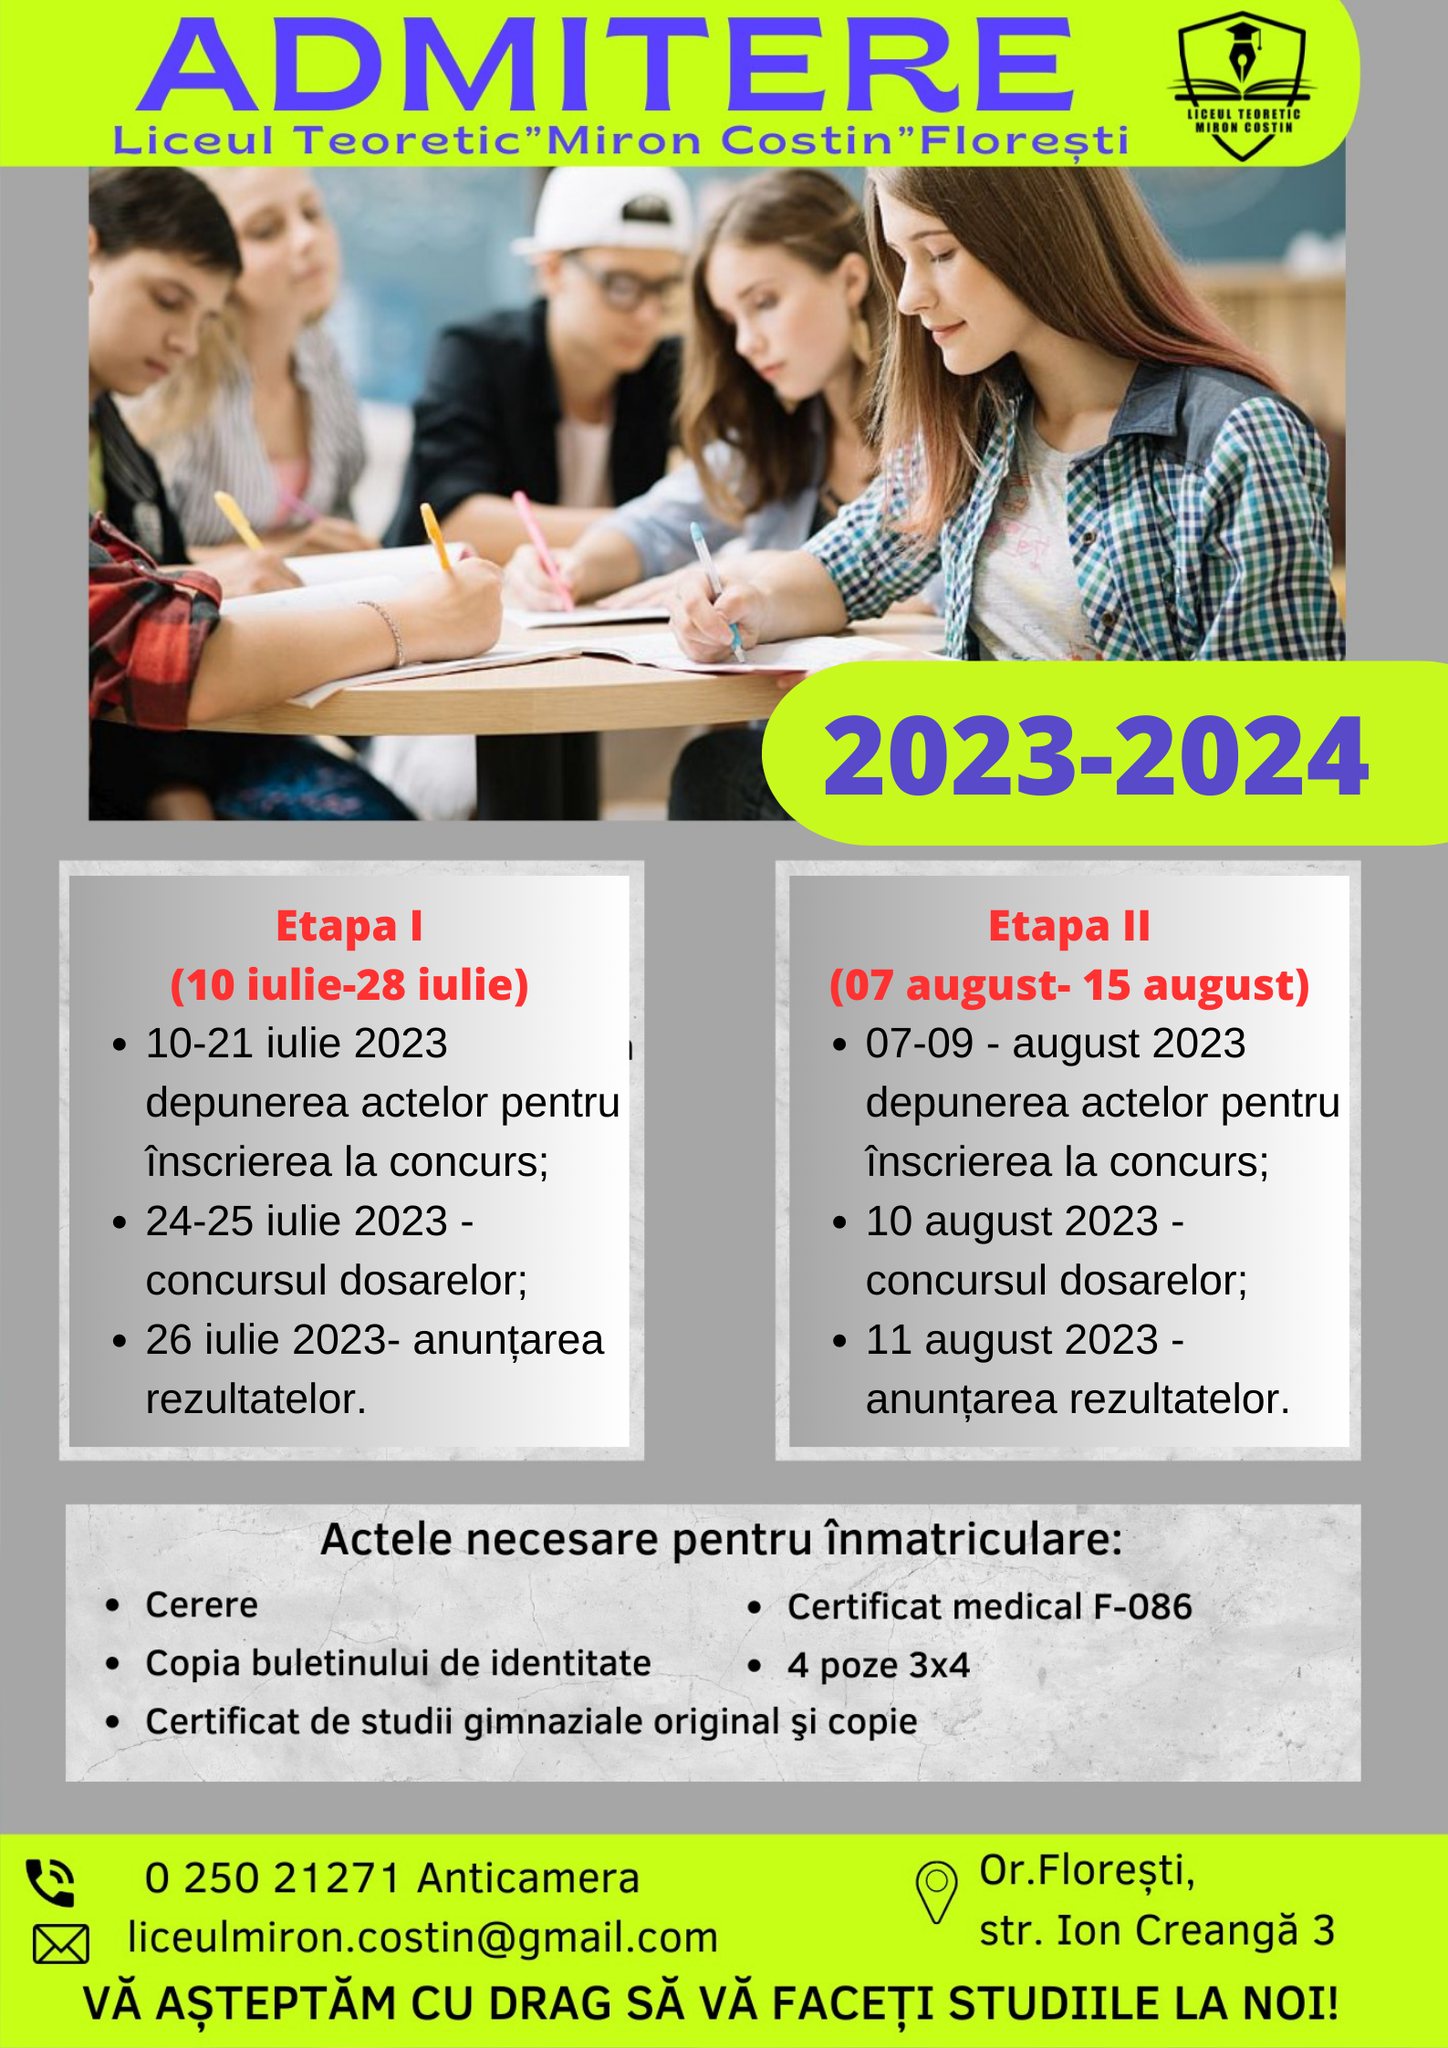 ADMITERE
Liceul Teoretic"Miron Costin"Florești
LICEUL TEORETIC
MIRON COSTIN
2023-2024
Etapa I
(10 iulie-28 iulie)
• 10-21 iulie 2023
depunerea actelor pentru
înscrierea la concurs;
• 24-25 iulie 2023 -
concursul dosarelor;
• 26 iulie 2023- anunțarea
rezultatelor.
Etapa II
(07 august- 15 august)
• 07-09 - august 2023
depunerea actelor pentru
înscrierea la concurs;
• 10 august 2023 -
concursul dosarelor;
• 11 august 2023 -
anunțarea rezultatelor.
Actele necesare pentru înmatriculare:
• Cerere
• Copia buletinului de identitate
• Certificat de studii gimnaziale original şi copie
• Certificat medical F-086
• 4 poze 3x4
0 250 21271 Anticamera
liceulmiron.costin@gmail.com
Or.Florești,
str. Ion Creangă 3
VĂ AȘTEPTĂM CU DRAG SĂ VĂ FACEȚI STUDIILE LA NOI!